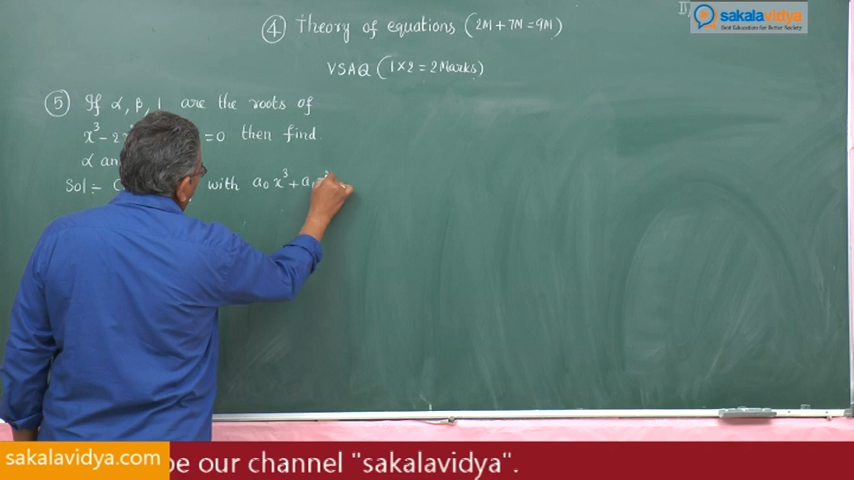 ④ Theory of equations (2M + 7M = 9M)
sakalavidya
Best Education for Better Society
VSAQ (1 × 2 = 2 Marks)
⑤ If α, β, 1 are the roots of
x³ - 2 = 0 then find
α an
Sol :- with a₀ x³ + a₁
sakalavidya.com be our channel "sakalavidya".